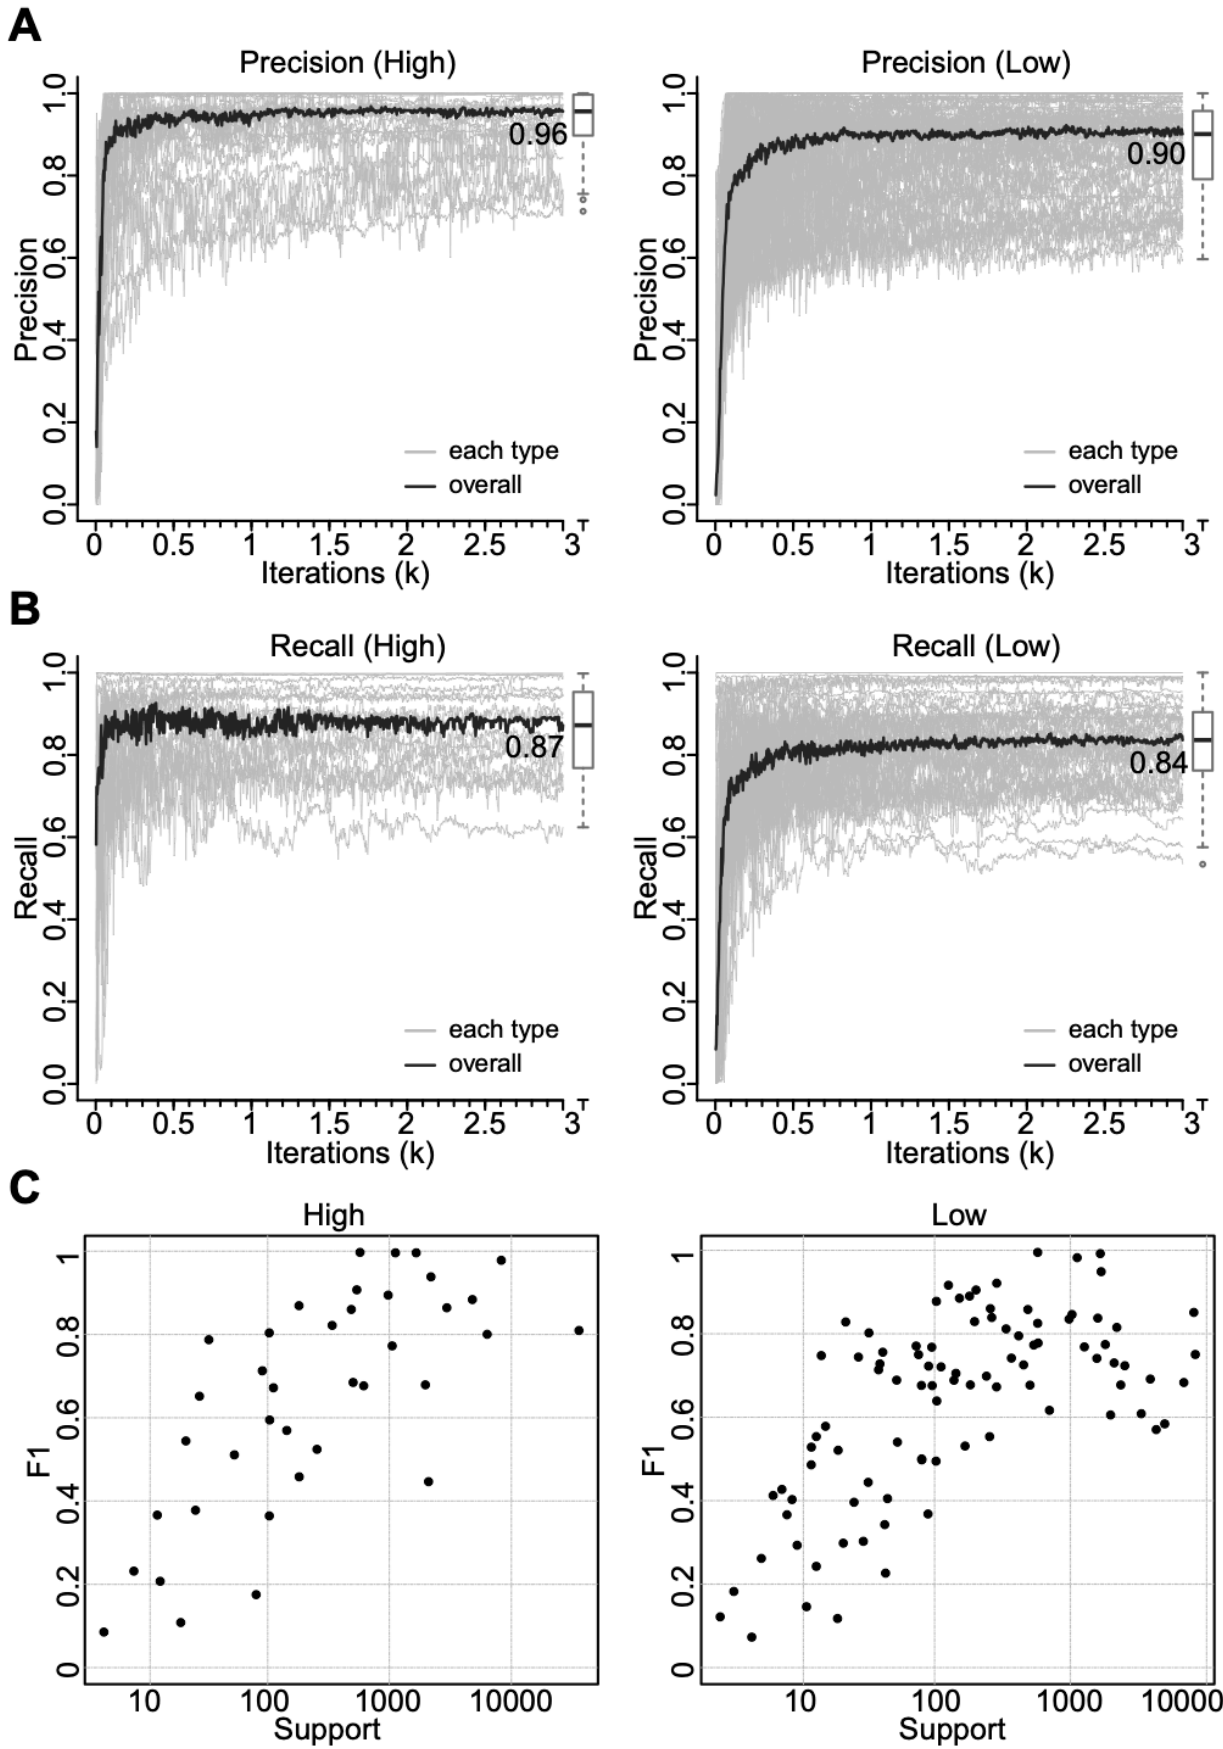 A
Precision (High)
Precision (Low)
Precision
0.0 0.2 0.4 0.6 0.8 1.0
0.96
each type
overall
0 0.5 1 1.5 2 2.5 3
Iterations (k)
Precision
0.0 0.2 0.4 0.6 0.8 1.0
0.90
each type
overall
0 0.5 1 1.5 2 2.5 3
Iterations (k)
B
Recall (High)
Recall (Low)
Recall
0.0 0.2 0.4 0.6 0.8 1.0
0.87
each type
overall
0 0.5 1 1.5 2 2.5 3
Iterations (k)
Recall
0.0 0.2 0.4 0.6 0.8 1.0
0.84
each type
overall
0 0.5 1 1.5 2 2.5 3
Iterations (k)
C
High
Low
F1
0 0.2 0.4 0.6 0.8 1
10 100 1000 10000
Support
F1
0 0.2 0.4 0.6 0.8 1
10 100 1000 10000
Support